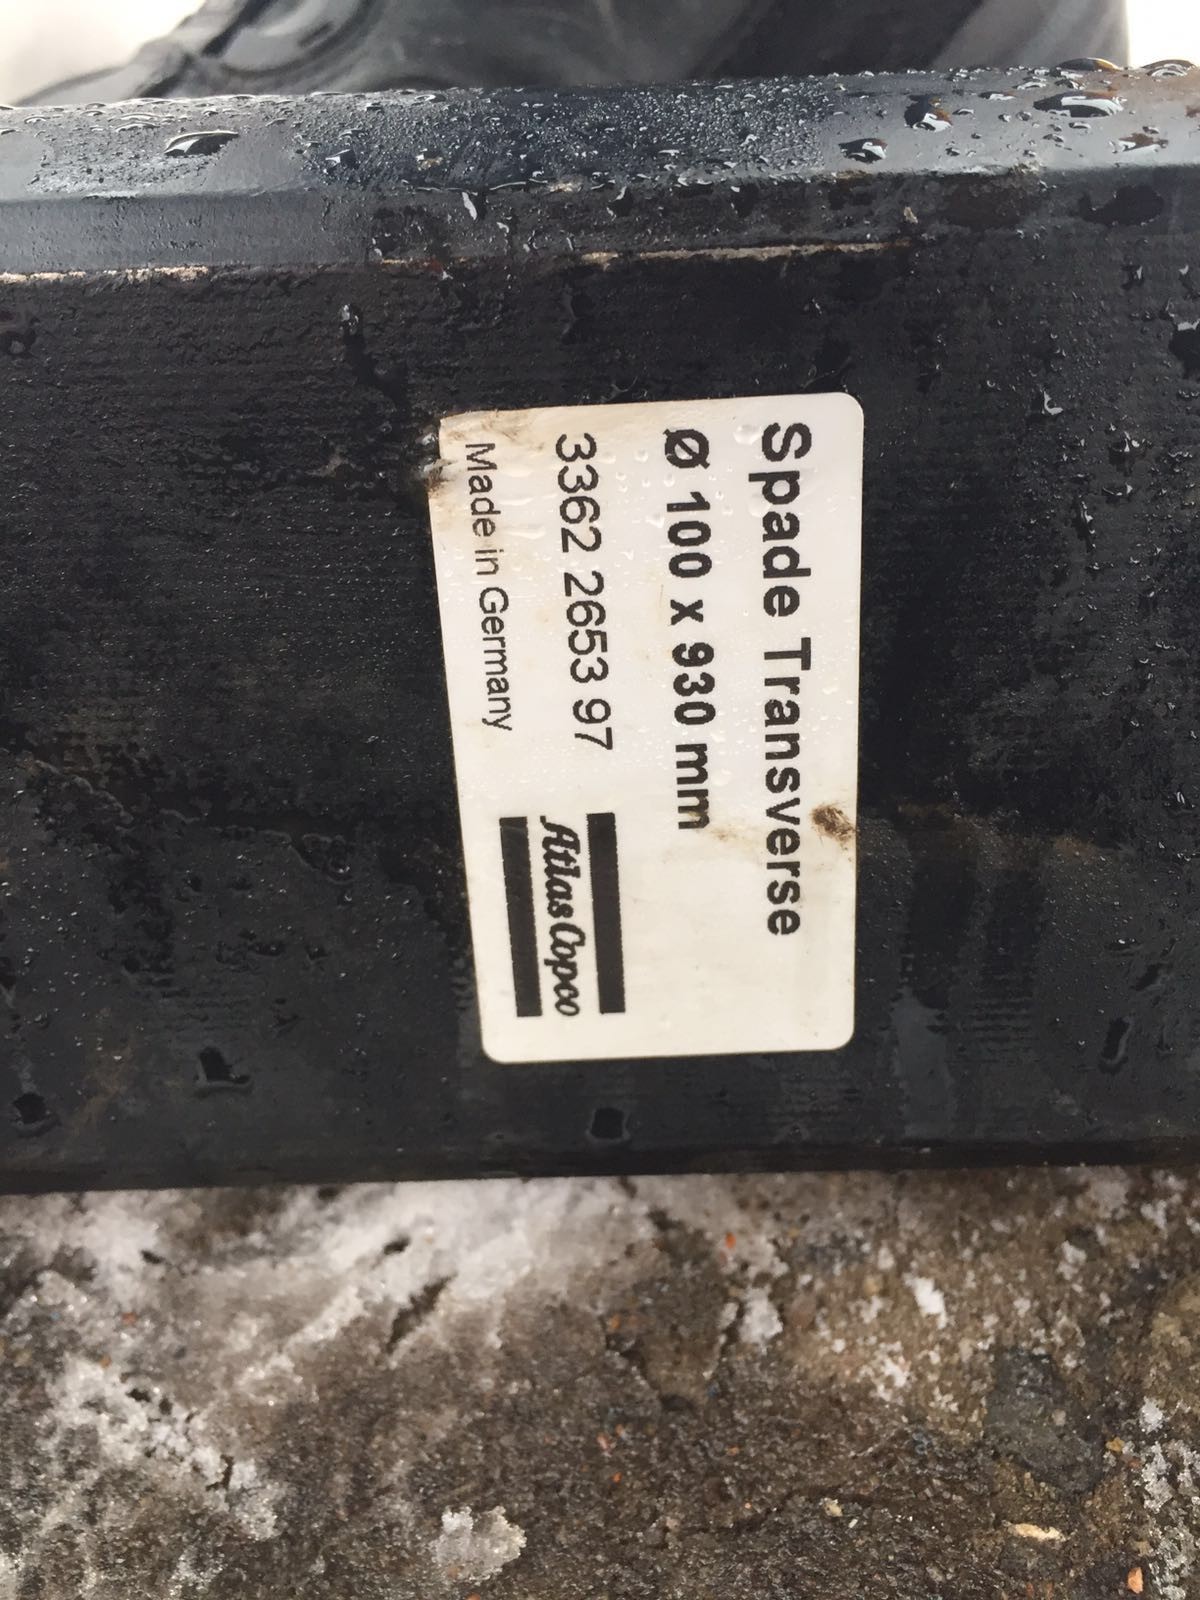 Spade Transverse
Ø 100 x 930 mm
3362 2653 97
Made in Germany
Atlas Copco